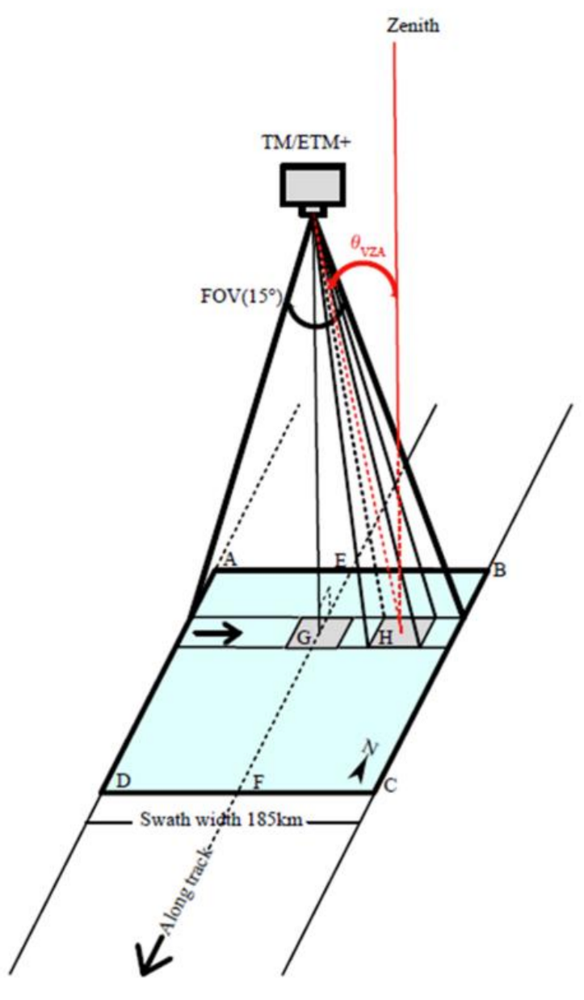 Zenith
TM/ETM+
θVZA
FOV(15°)
A
E
B
G
H
N
D
F
C
Swath width 185km
Along track